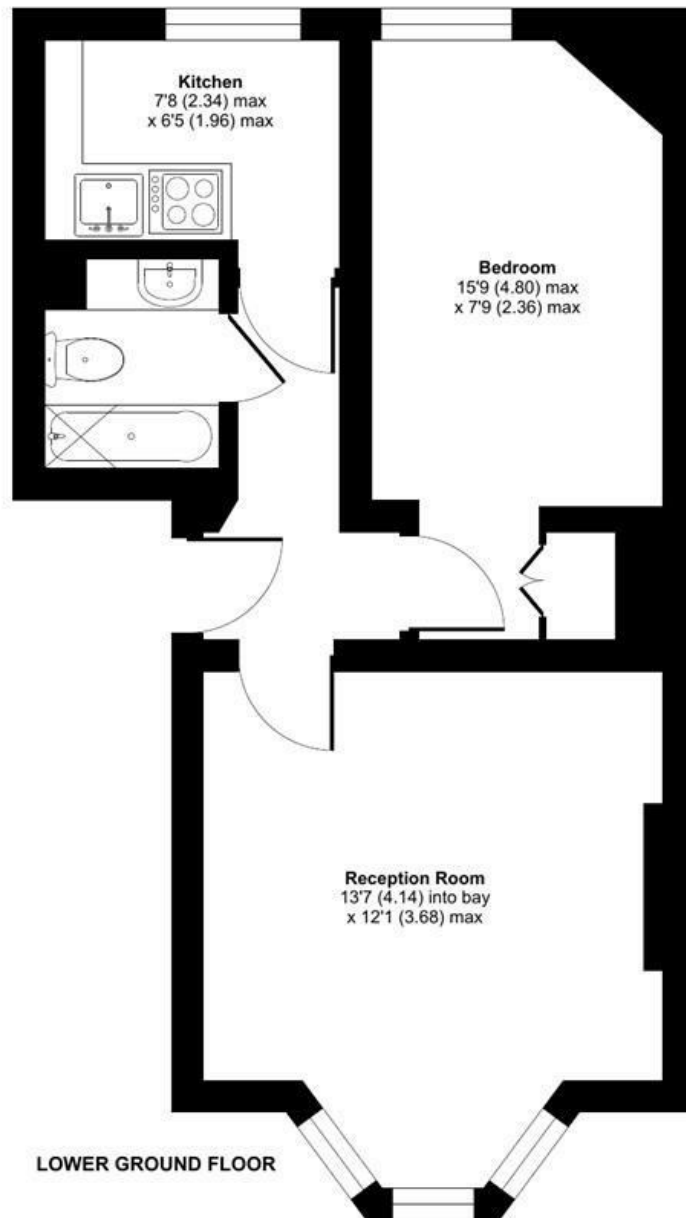 Kitchen
7'8 (2.34) max
x 6'5 (1.96) max
Bedroom
15'9 (4.80) max
x 7'9 (2.36) max
Reception Room
13'7 (4.14) into bay
x 12'1 (3.68) max
LOWER GROUND FLOOR